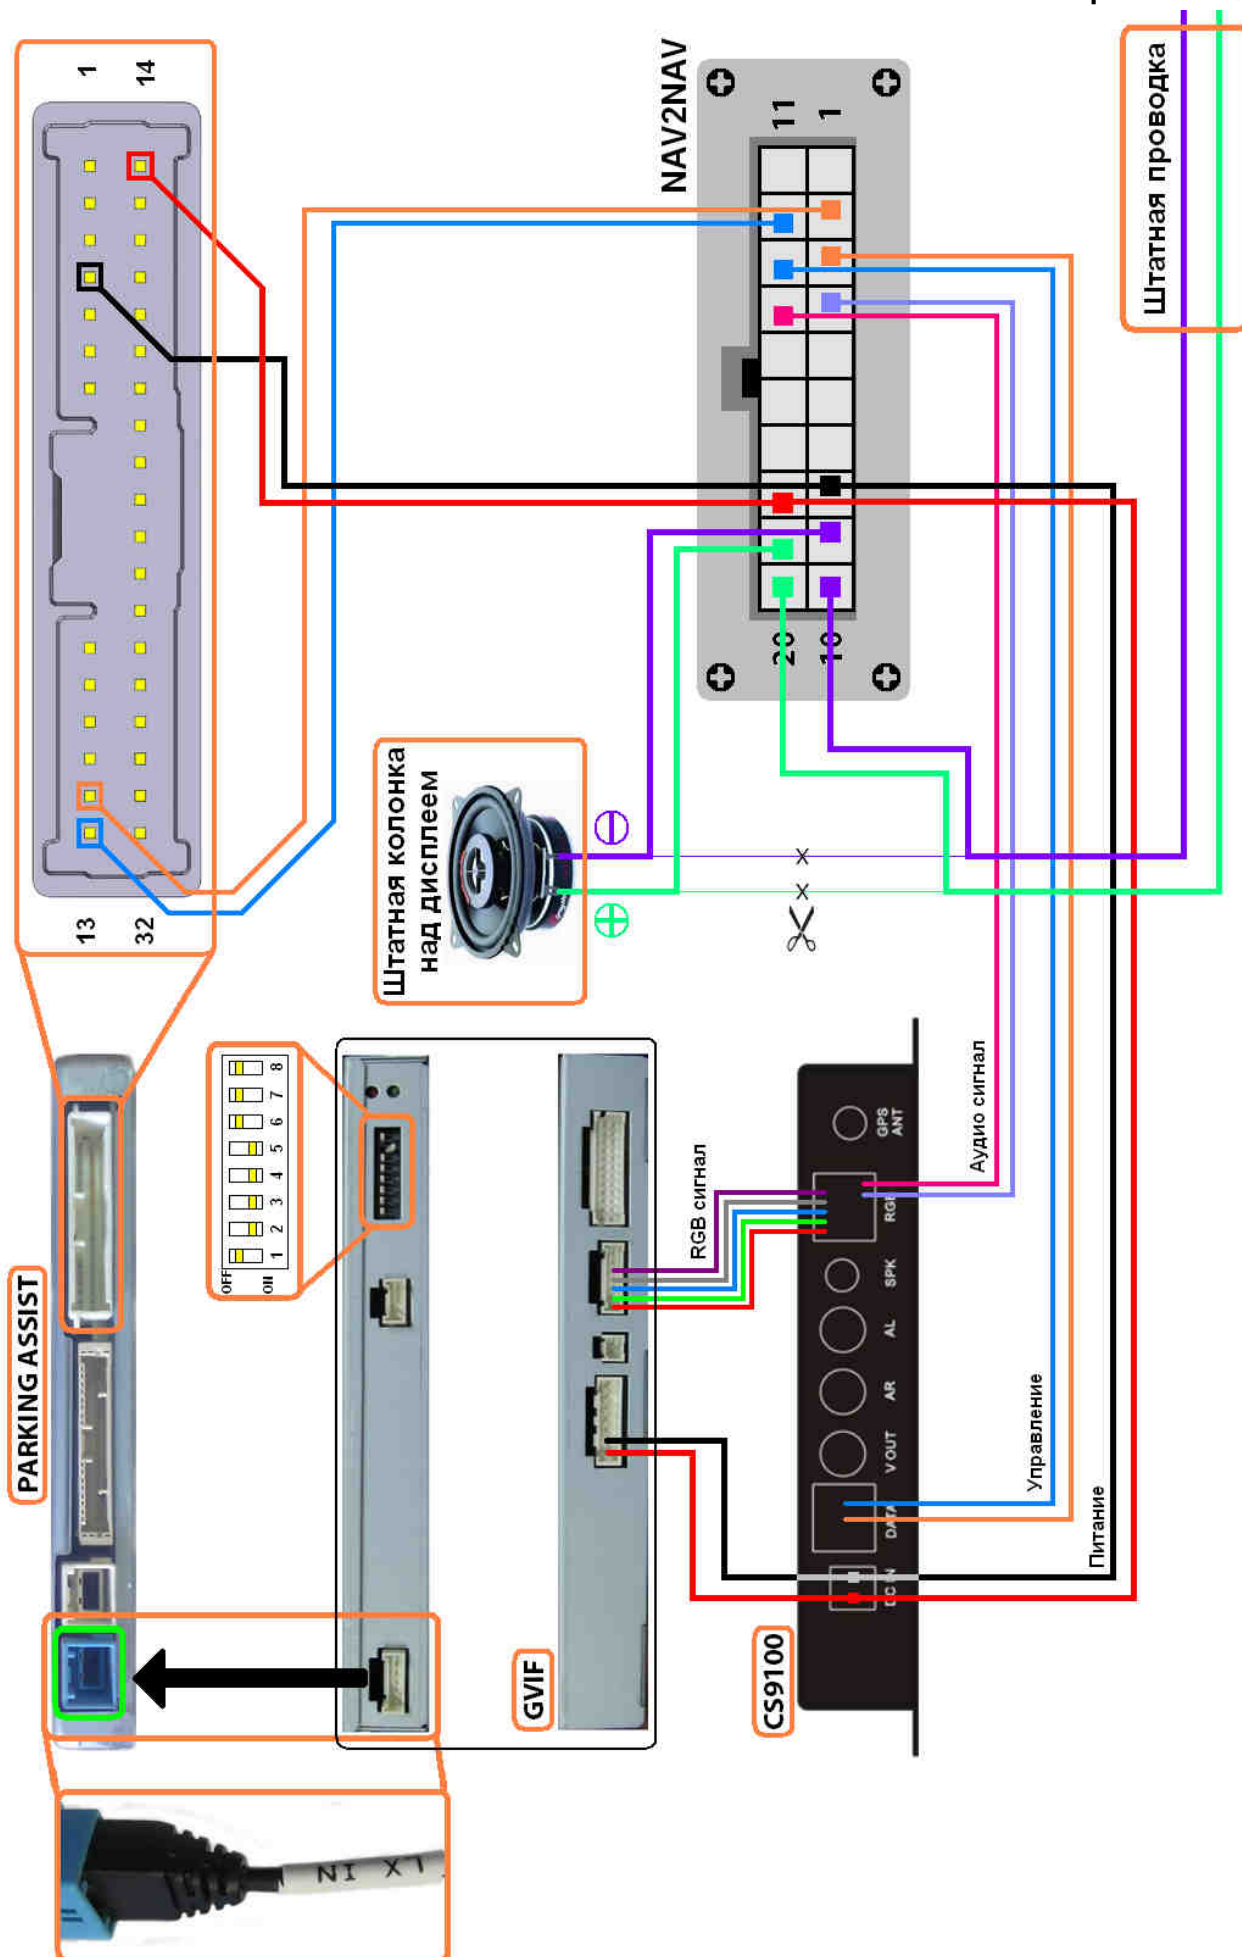 PARKING ASSIST
1
14
13
32
OFF
ON
1 2 3 4 5 6 7 8
Штатная колонка
над дисплеем
NAV2NAV
11
1
20
10
Штатная проводка
LX IN
GVIF
RGB сигнал
CS9100
DC IN
DATA
V OUT
AR
AL
SPK
RGB
GPS
ANT
Аудио сигнал
Управление
Питание